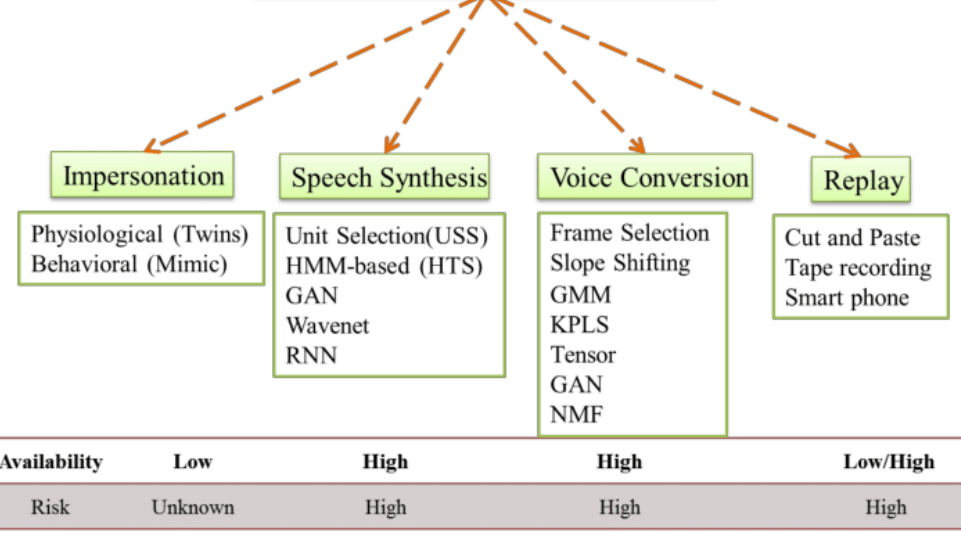 Impersonation
Physiological (Twins)
Behavioral (Mimic)
Speech Synthesis
Unit Selection(USS)
HMM-based (HTS)
GAN
Wavenet
RNN
Voice Conversion
Frame Selection
Slope Shifting
GMM
KPLS
Tensor
GAN
NMF
Replay
Cut and Paste
Tape recording
Smart phone
Availability Low High High Low/High
Risk Unknown High High High